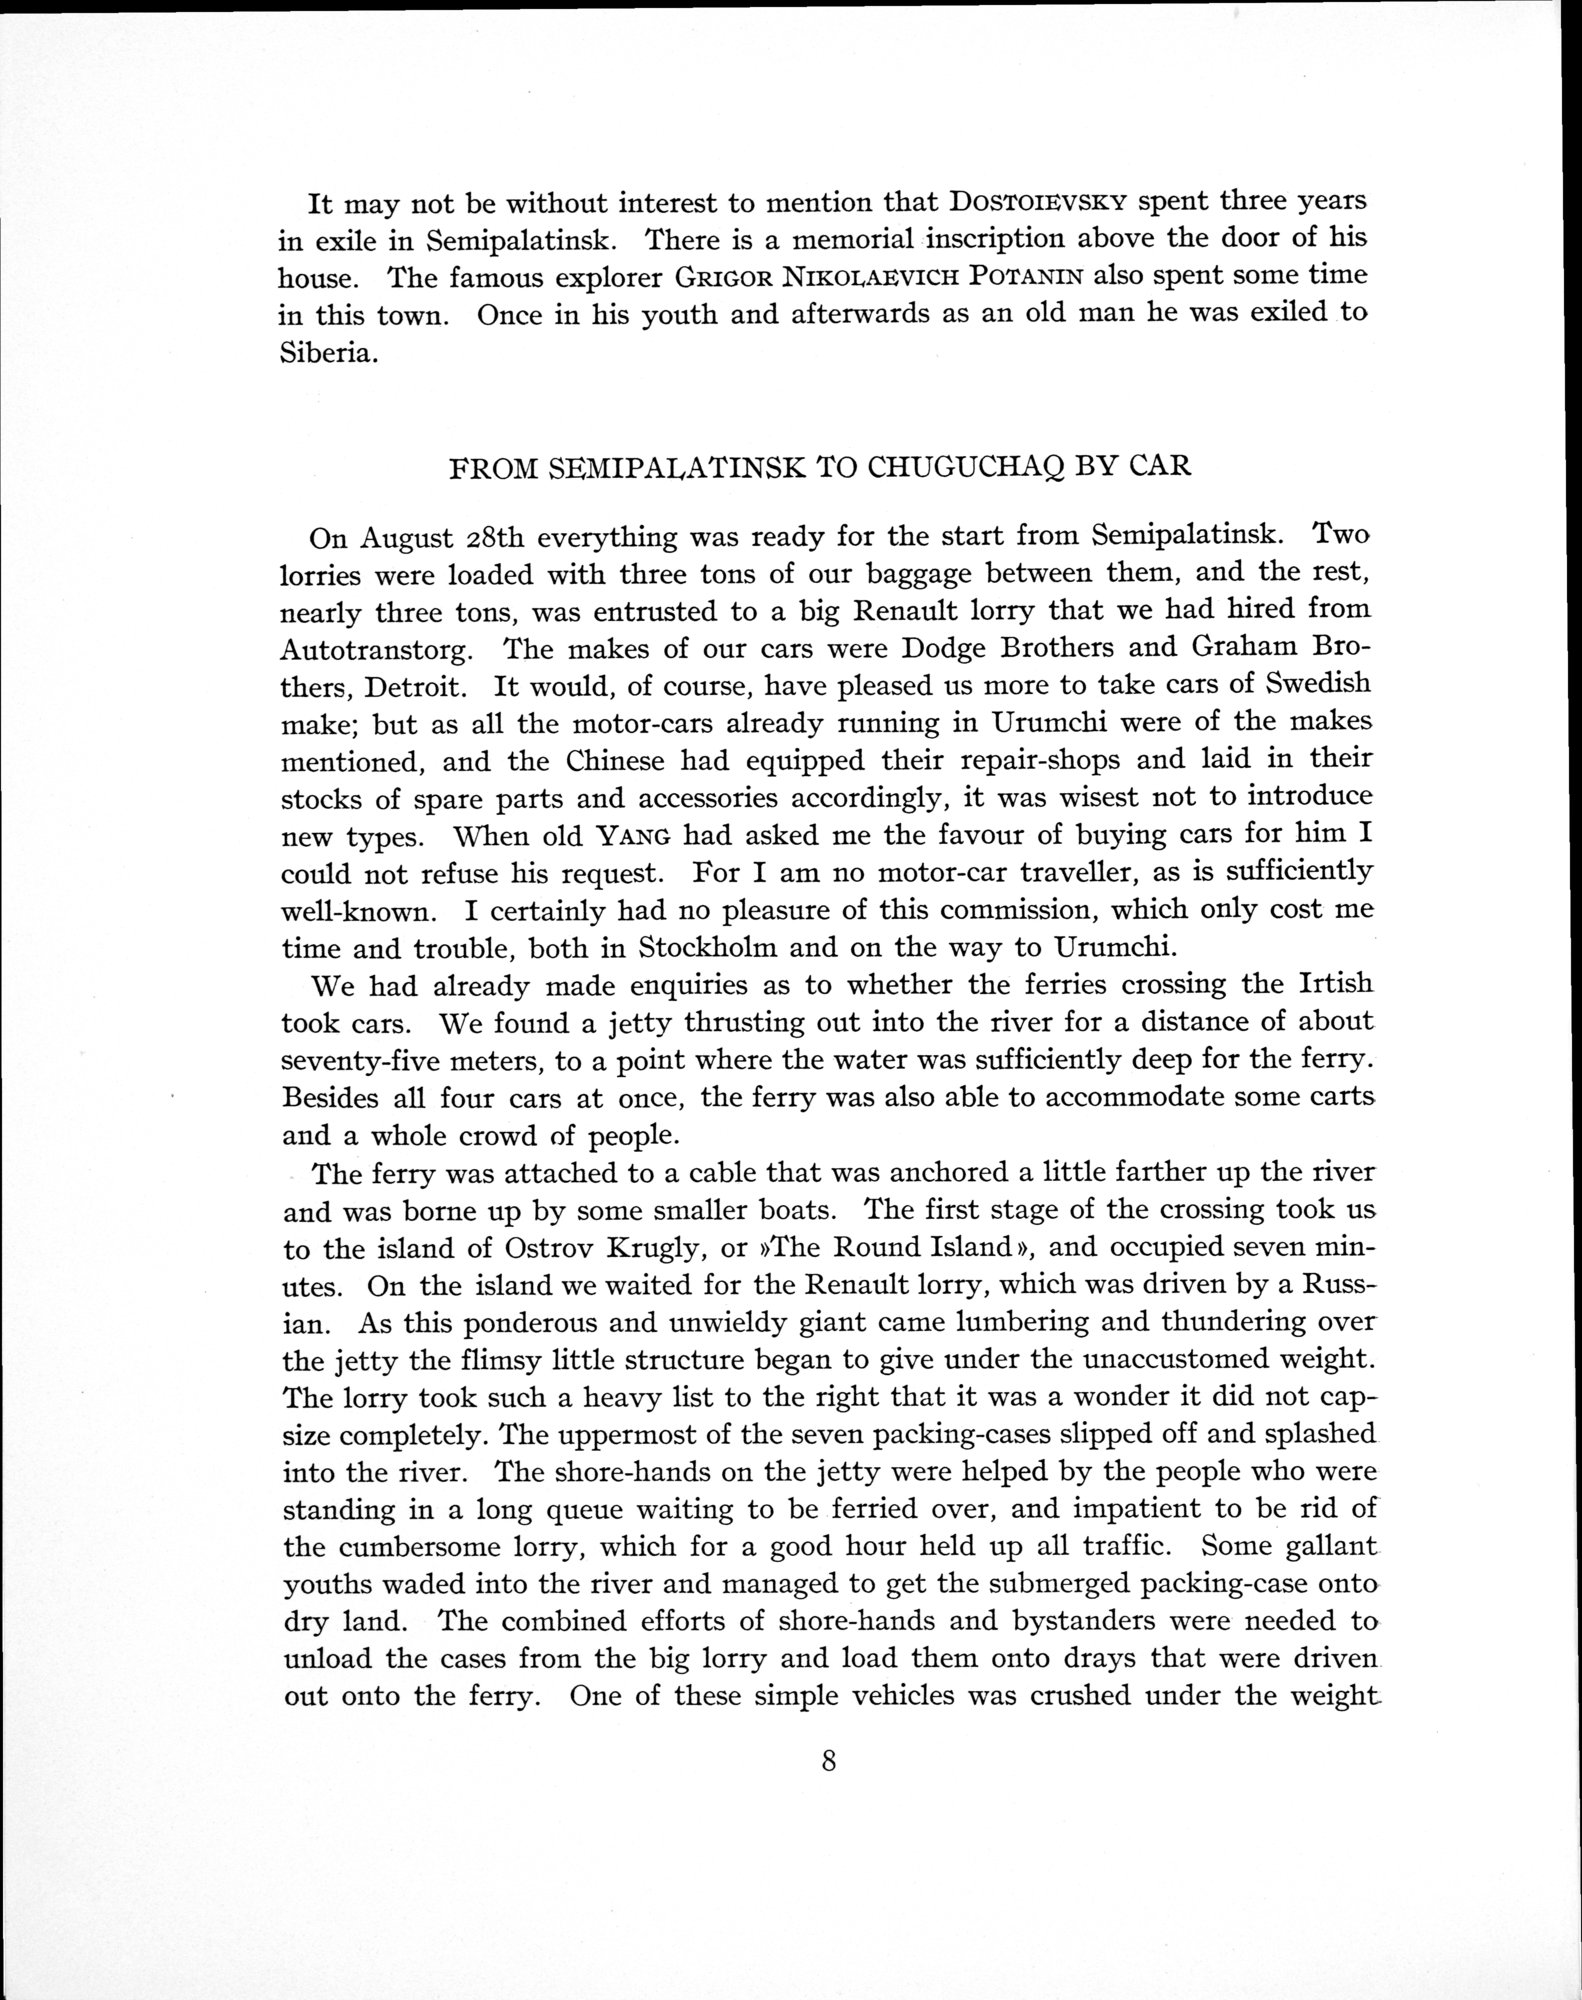 It may not be without interest to mention that DOSTOIEVSKY spent three years
in exile in Semipalatinsk. There is a memorial inscription above the door of his
house. The famous explorer GRIGOR NIKOLAEVICH POTANIN also spent some time
in this town. Once in his youth and afterwards as an old man he was exiled to
Siberia.
FROM SEMIPALATINSK TO CHUGUCHAQ BY CAR
On August 28th everything was ready for the start from Semipalatinsk. Two
lorries were loaded with three tons of our baggage between them, and the rest,
nearly three tons, was entrusted to a big Renault lorry that we had hired from
Autotranstorg. The makes of our cars were Dodge Brothers and Graham Bro-
thers, Detroit. It would, of course, have pleased us more to take cars of Swedish
make; but as all the motor-cars already running in Urumchi were of the makes
mentioned, and the Chinese had equipped their repair-shops and laid in their
stocks of spare parts and accessories accordingly, it was wisest not to introduce
new types. When old YANG had asked me the favour of buying cars for him I
could not refuse his request. For I am no motor-car traveller, as is sufficiently
well-known. I certainly had no pleasure of this commission, which only cost me
time and trouble, both in Stockholm and on the way to Urumchi.
We had already made enquiries as to whether the ferries crossing the Irtish
took cars. We found a jetty thrusting out into the river for a distance of about
seventy-five meters, to a point where the water was sufficiently deep for the ferry.
Besides all four cars at once, the ferry was also able to accommodate some carts
and a whole crowd of people.
The ferry was attached to a cable that was anchored a little farther up the river
and was borne up by some smaller boats. The first stage of the crossing took us
to the island of Ostrov Krugly, or »The Round Island», and occupied seven min-
utes. On the island we waited for the Renault lorry, which was driven by a Russ-
ian. As this ponderous and unwieldy giant came lumbering and thundering over
the jetty the flimsy little structure began to give under the unaccustomed weight.
The lorry took such a heavy list to the right that it was a wonder it did not cap-
size completely. The uppermost of the seven packing-cases slipped off and splashed
into the river. The shore-hands on the jetty were helped by the people who were
standing in a long queue waiting to be ferried over, and impatient to be rid of
the cumbersome lorry, which for a good hour held up all traffic. Some gallant
youths waded into the river and managed to get the submerged packing-case onto
dry land. The combined efforts of shore-hands and bystanders were needed to
unload the cases from the big lorry and load them onto drays that were driven
out onto the ferry. One of these simple vehicles was crushed under the weight
8